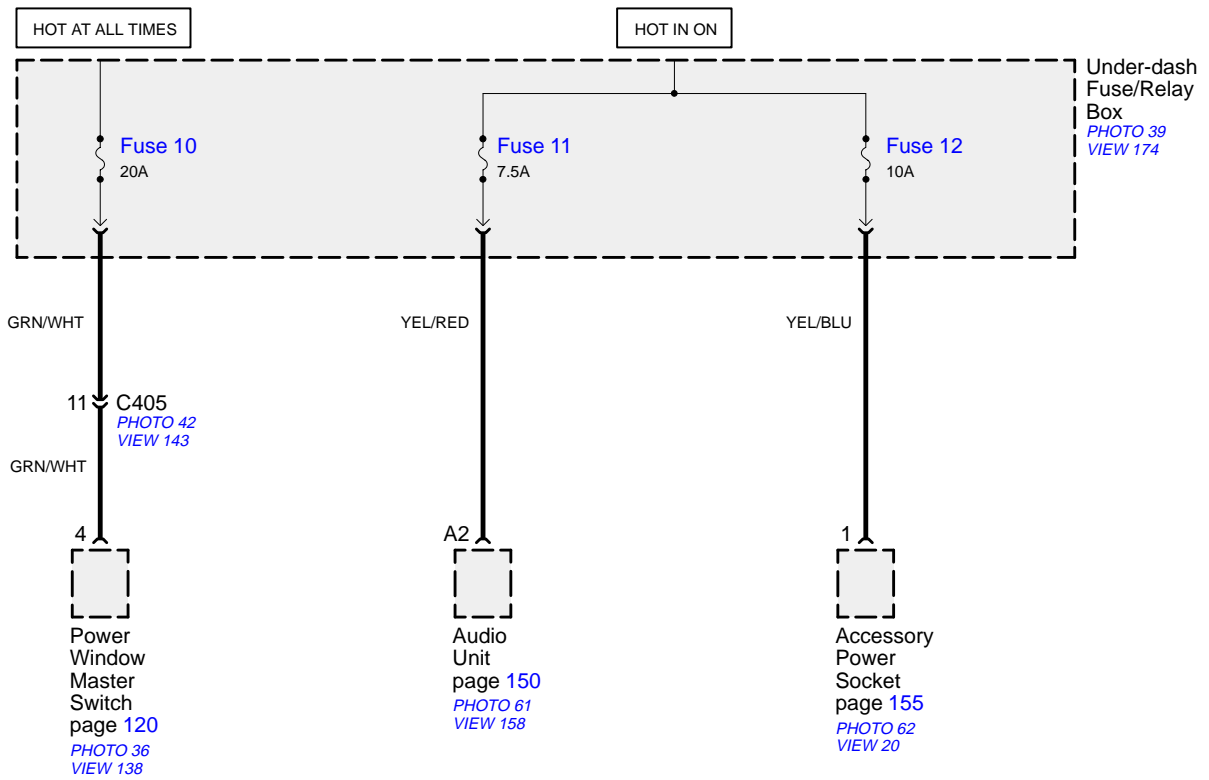 HOT AT ALL TIMES
HOT IN ON
Under-dash
Fuse/Relay
Box
PHOTO 39
VIEW 174
Fuse 10
20A
Fuse 11
7.5A
Fuse 12
10A
GRN/WHT
YEL/RED
YEL/BLU
11
C405
PHOTO 42
VIEW 143
GRN/WHT
4
A2
1
Power
Window
Master
Switch
page 120
PHOTO 36
VIEW 138
Audio
Unit
page 150
PHOTO 61
VIEW 158
Accessory
Power
Socket
page 155
PHOTO 62
VIEW 20